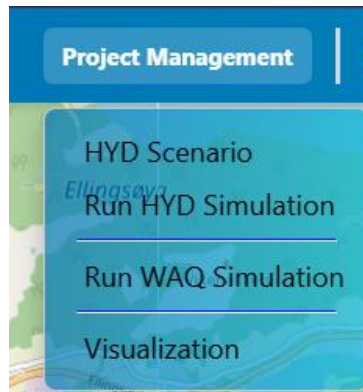 Project Management
HYD Scenario
Ellingsøya
Run HYD Simulation
Run WAQ Simulation
Visualization